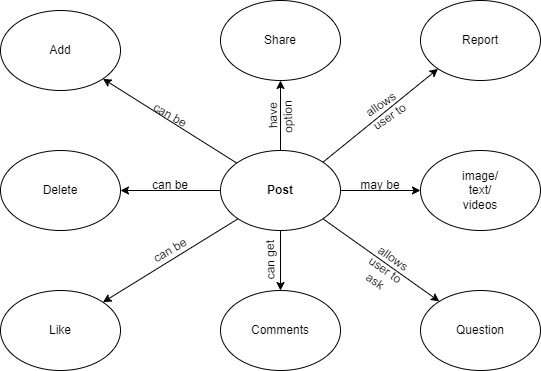 Add
Share
Report
can be
have
option
allows
user to
Delete
can be
Post
may be
image/
text/
videos
can be
can get
allows
user to
ask
Like
Comments
Question